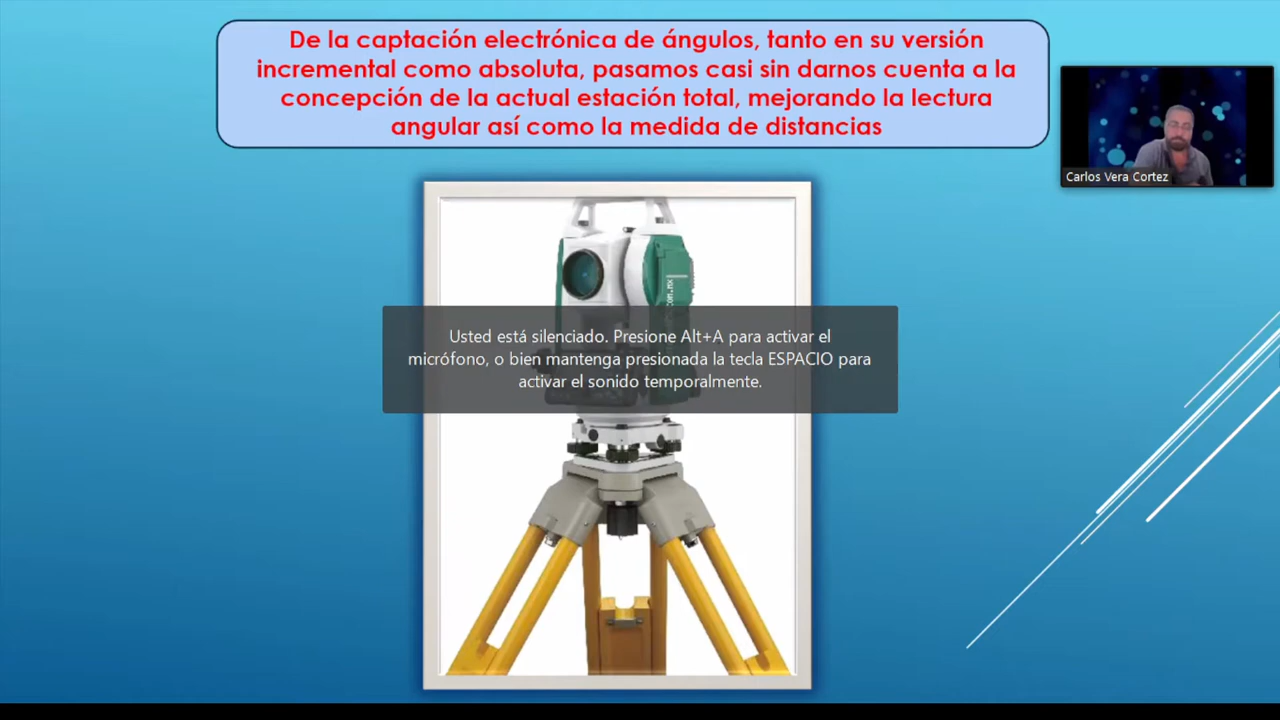 De la captación electrónica de ángulos, tanto en su versión
incremental como absoluta, pasamos casi sin darnos cuenta a la
concepción de la actual estación total, mejorando la lectura
angular así como la medida de distancias
Carlos Vera Cortez
Usted está silenciado. Presione Alt+A para activar el
micrófono, o bien mantenga presionada la tecla ESPACIO para
activar el sonido temporalmente.